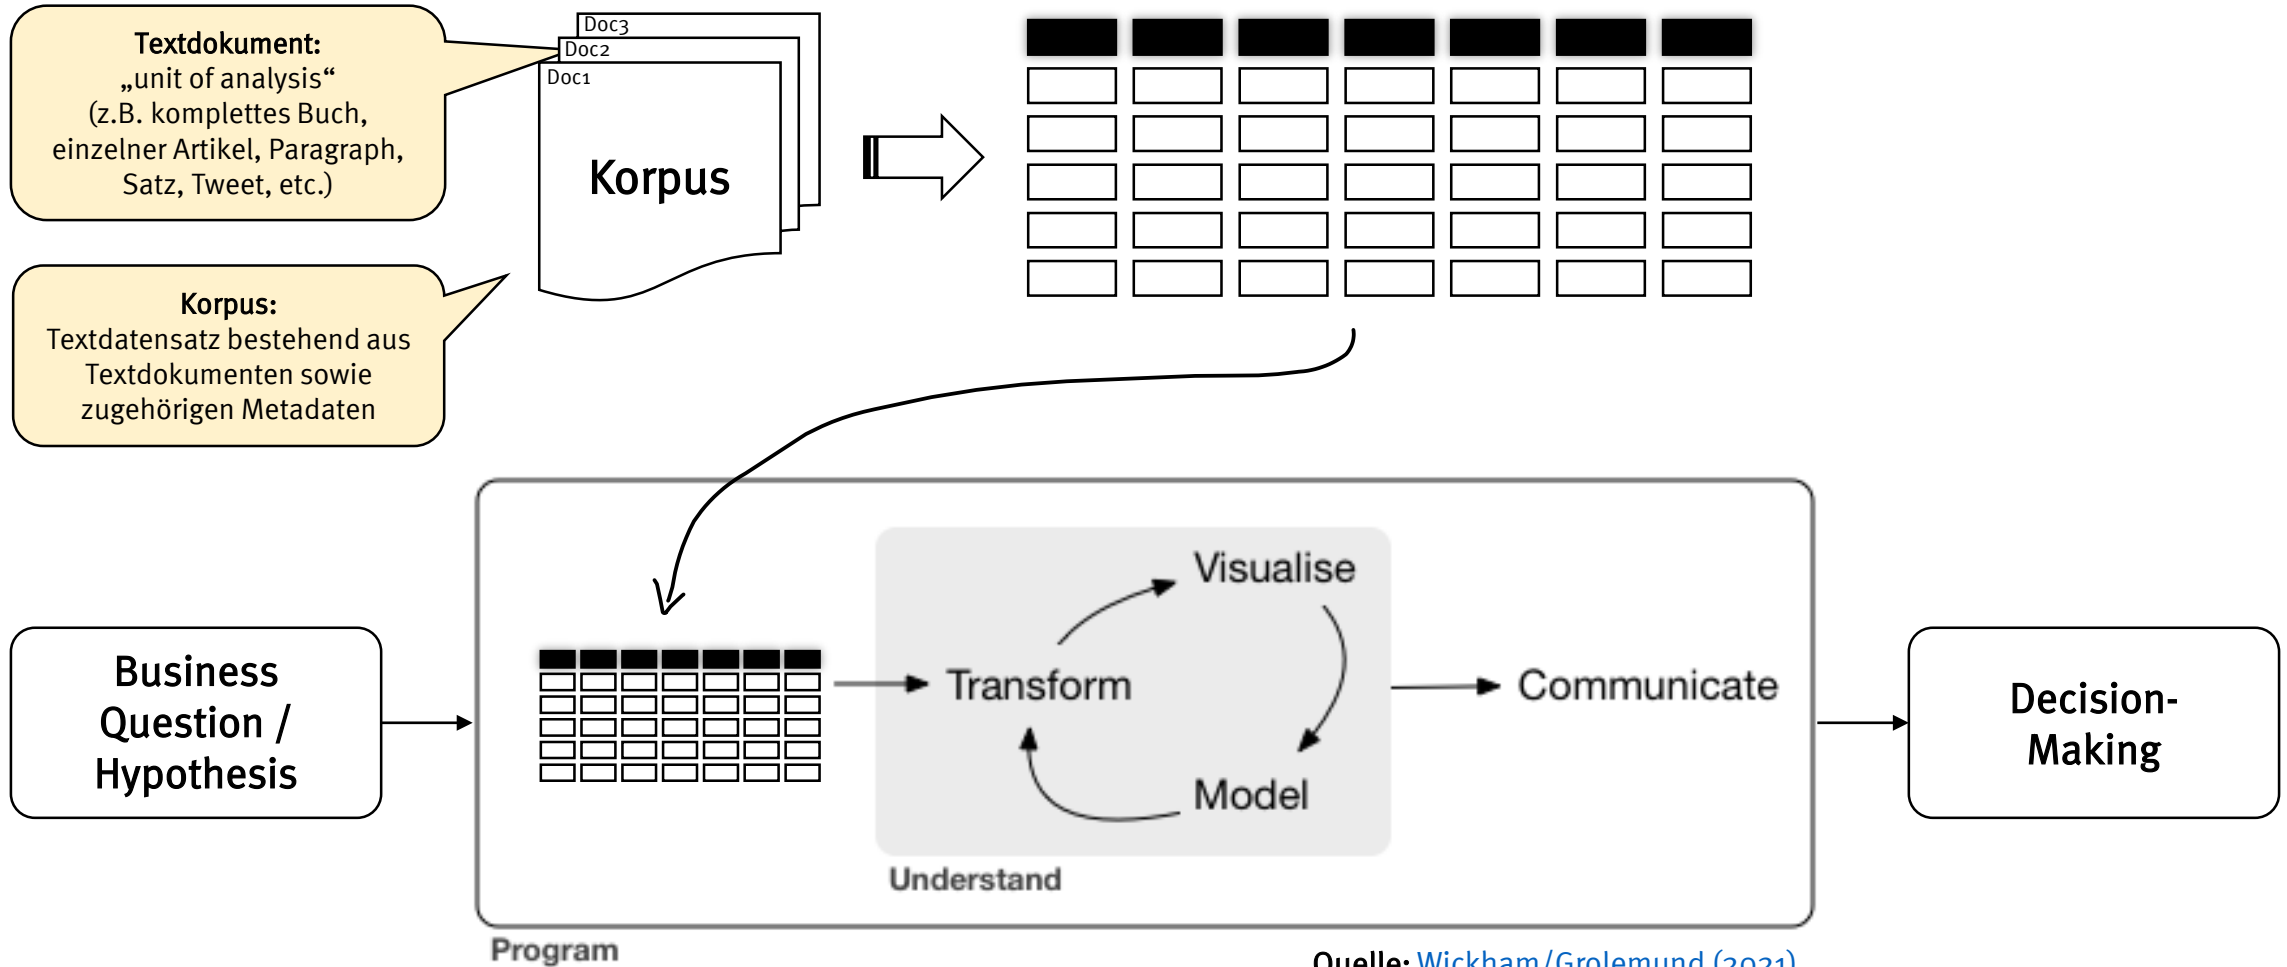 Textdokument:
„unit of analysis“
(z.B. komplettes Buch,
einzelner Artikel, Paragraph,
Satz, Tweet, etc.)
Doc3
Doc2
Doc1
Korpus
Korpus:
Textdatensatz bestehend aus
Textdokumenten sowie
zugehörigen Metadaten
Business
Question /
Hypothesis
Visualise
Transform
Model
Understand
Communicate
Program
Decision-
Making
Quelle: Wickham/Grolemund (2021)